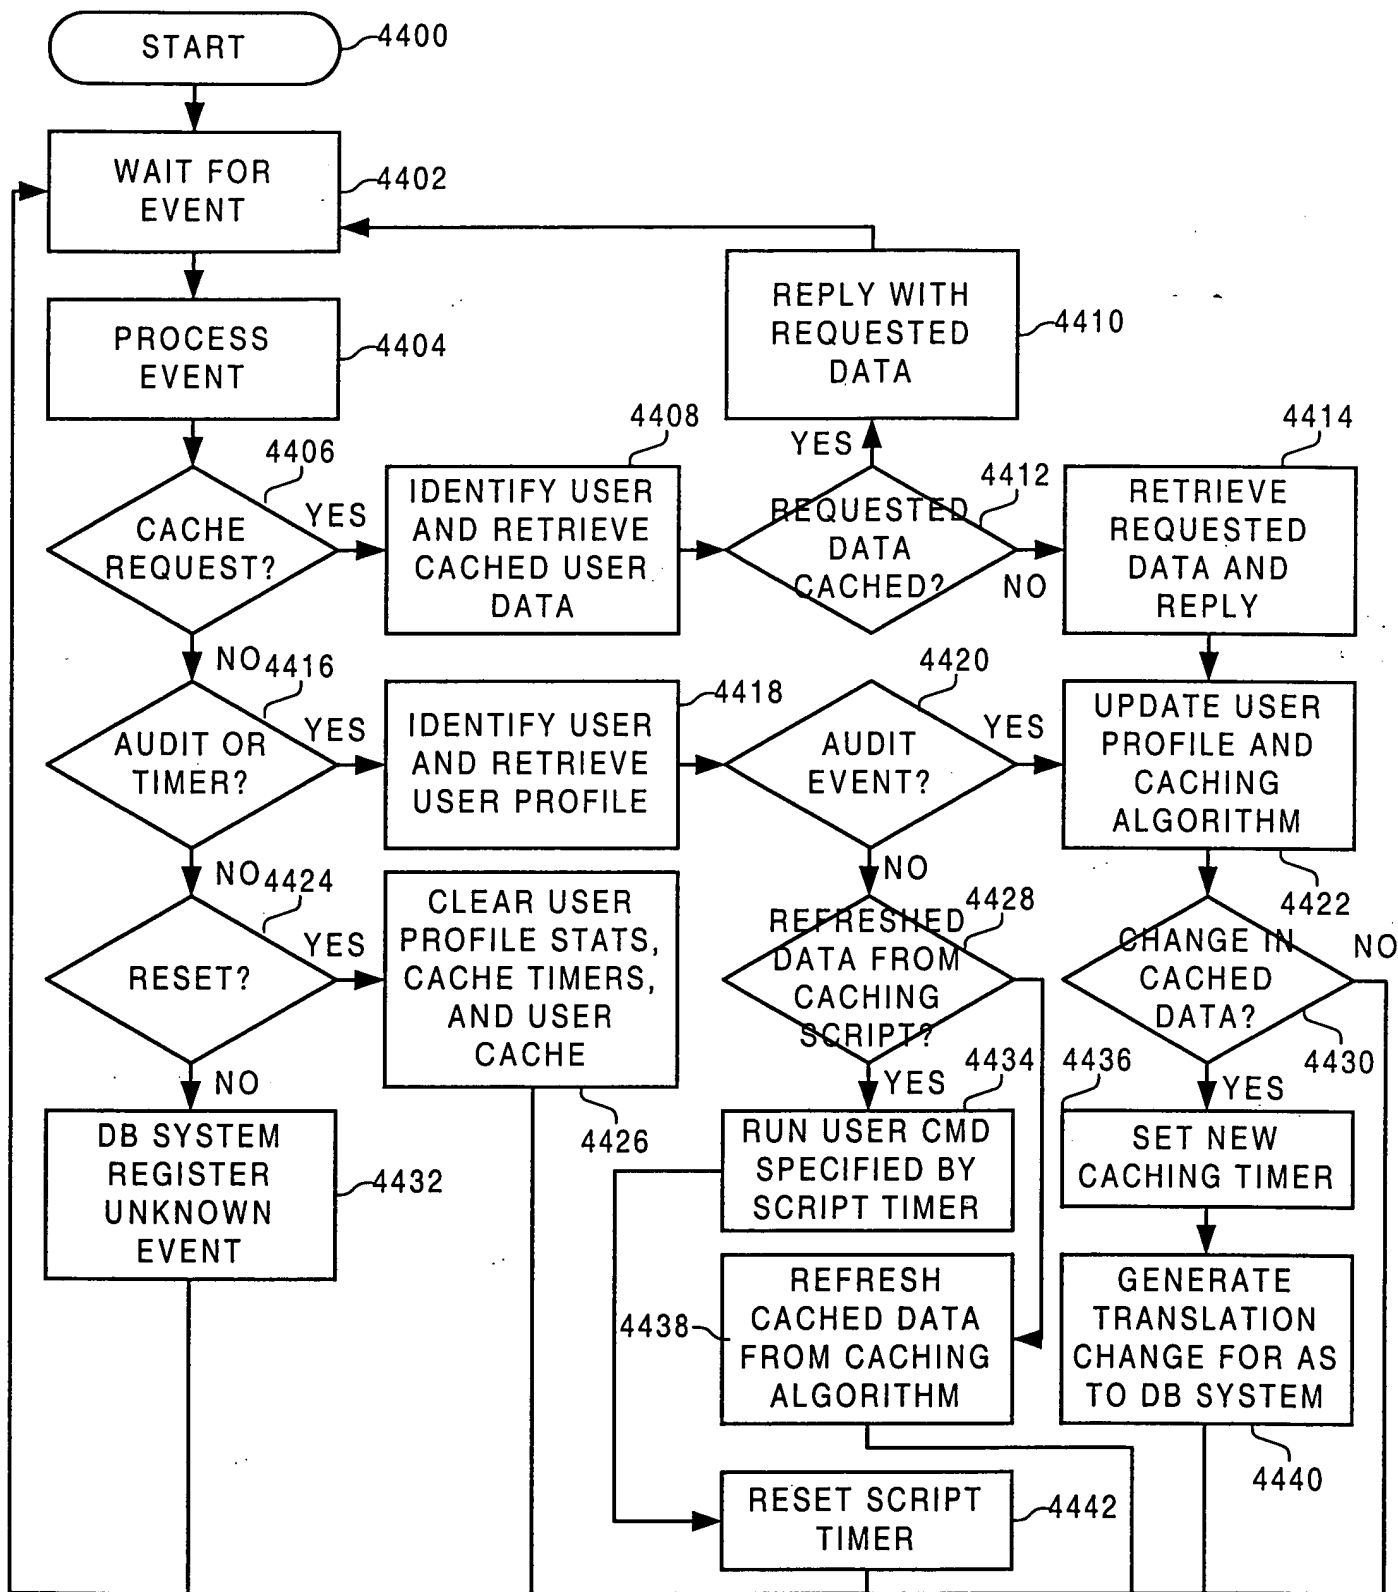 START
4400
WAIT FOR
EVENT
4402
PROCESS
EVENT
4404
REPLY WITH
REQUESTED
DATA
4410
4406
CACHE
REQUEST?
YES
4408
IDENTIFY USER
AND RETRIEVE
CACHED USER
DATA
YES
4412
REQUESTED
DATA
CACHED?
NO
4414
RETRIEVE
REQUESTED
DATA AND
REPLY
NO
4416
AUDIT OR
TIMER?
YES
4418
IDENTIFY USER
AND RETRIEVE
USER PROFILE
4420
AUDIT
EVENT?
YES
UPDATE USER
PROFILE AND
CACHING
ALGORITHM
4422
NO
4424
RESET?
YES
CLEAR USER
PROFILE STATS,
CACHE TIMERS,
AND USER
CACHE
4426
NO
4428
REFRESHED
DATA FROM
CACHING
SCRIPT?
CHANGE IN
CACHED
DATA?
NO
4430
NO
DB SYSTEM
REGISTER
UNKNOWN
EVENT
4432
YES
4434
RUN USER CMD
SPECIFIED BY
SCRIPT TIMER
4436
YES
SET NEW
CACHING TIMER
4438
REFRESH
CACHED DATA
FROM CACHING
ALGORITHM
GENERATE
TRANSLATION
CHANGE FOR AS
TO DB SYSTEM
4440
RESET SCRIPT
TIMER
4442